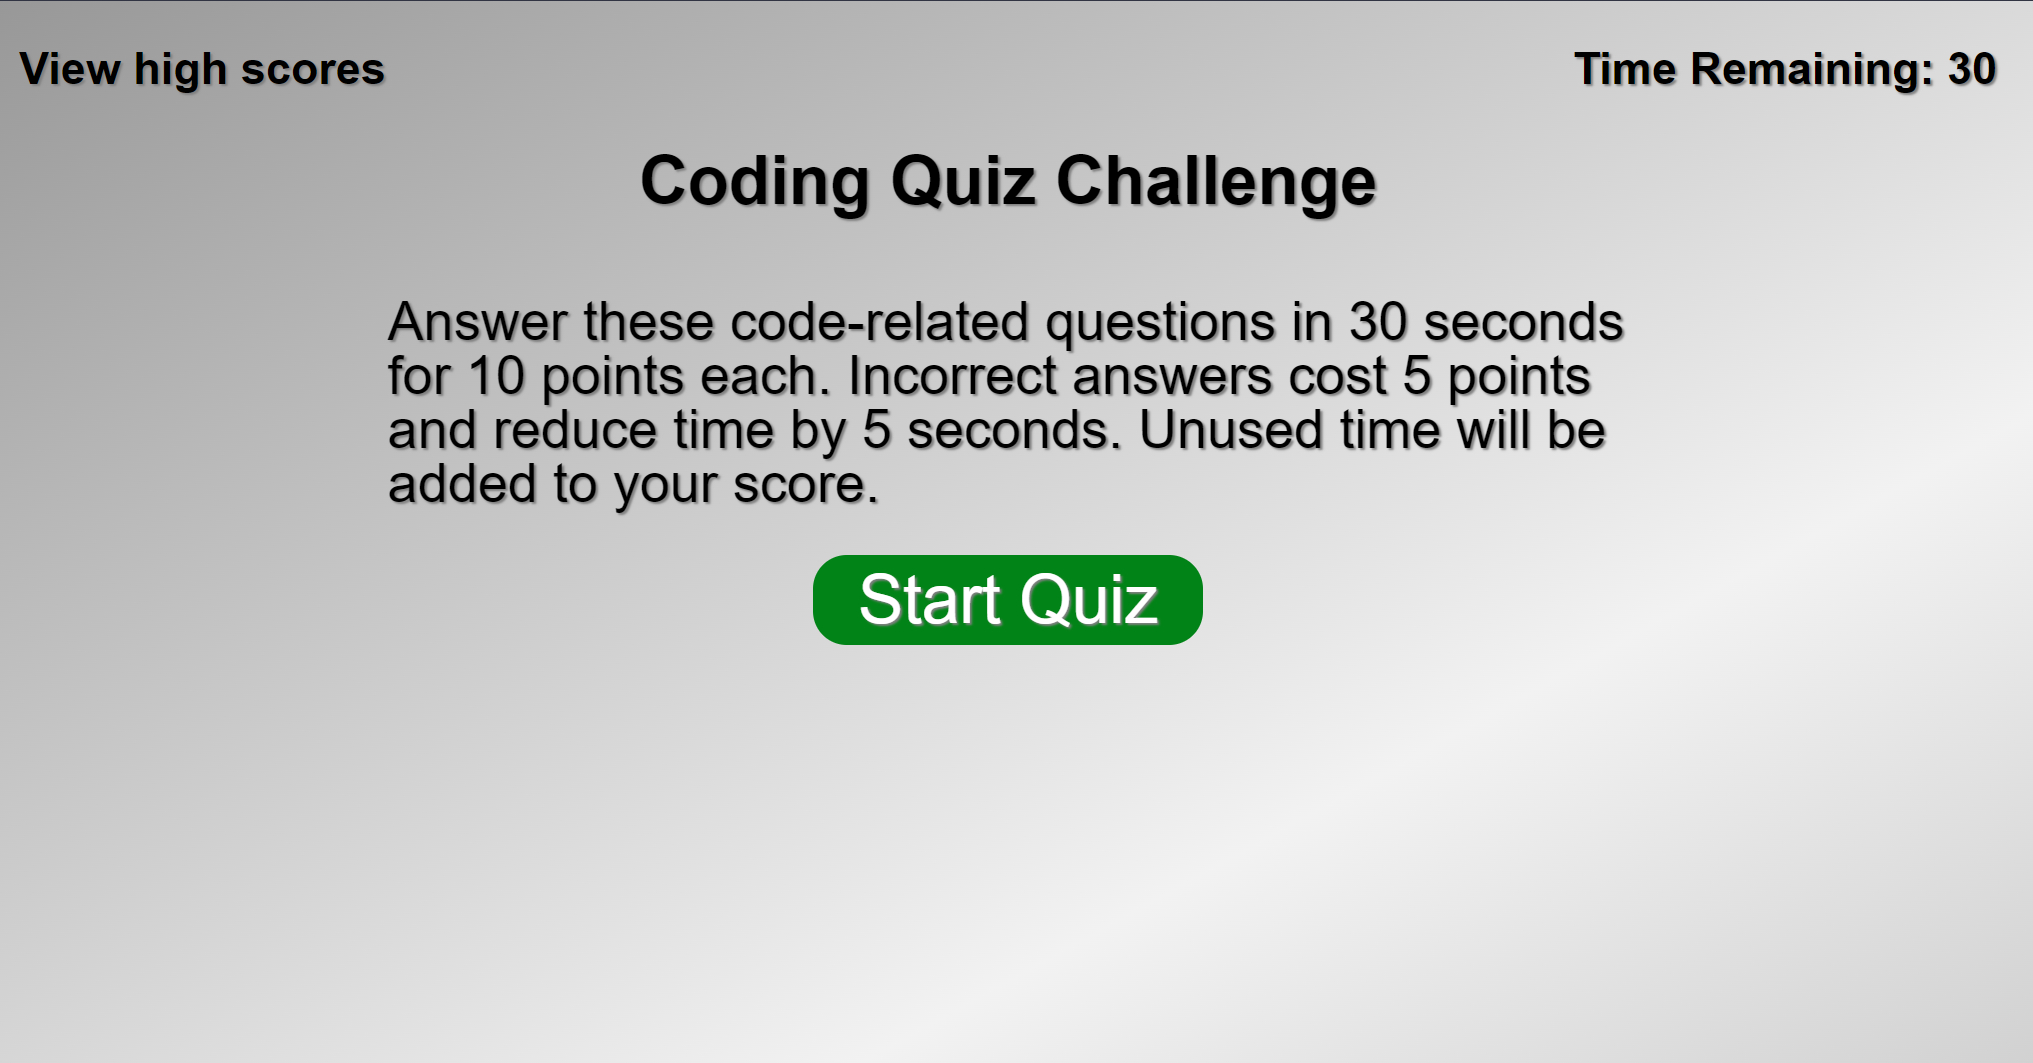 View high scores
Time Remaining: 30
Coding Quiz Challenge
Answer these code-related questions in 30 seconds
for 10 points each. Incorrect answers cost 5 points
and reduce time by 5 seconds. Unused time will be
added to your score.
Start Quiz